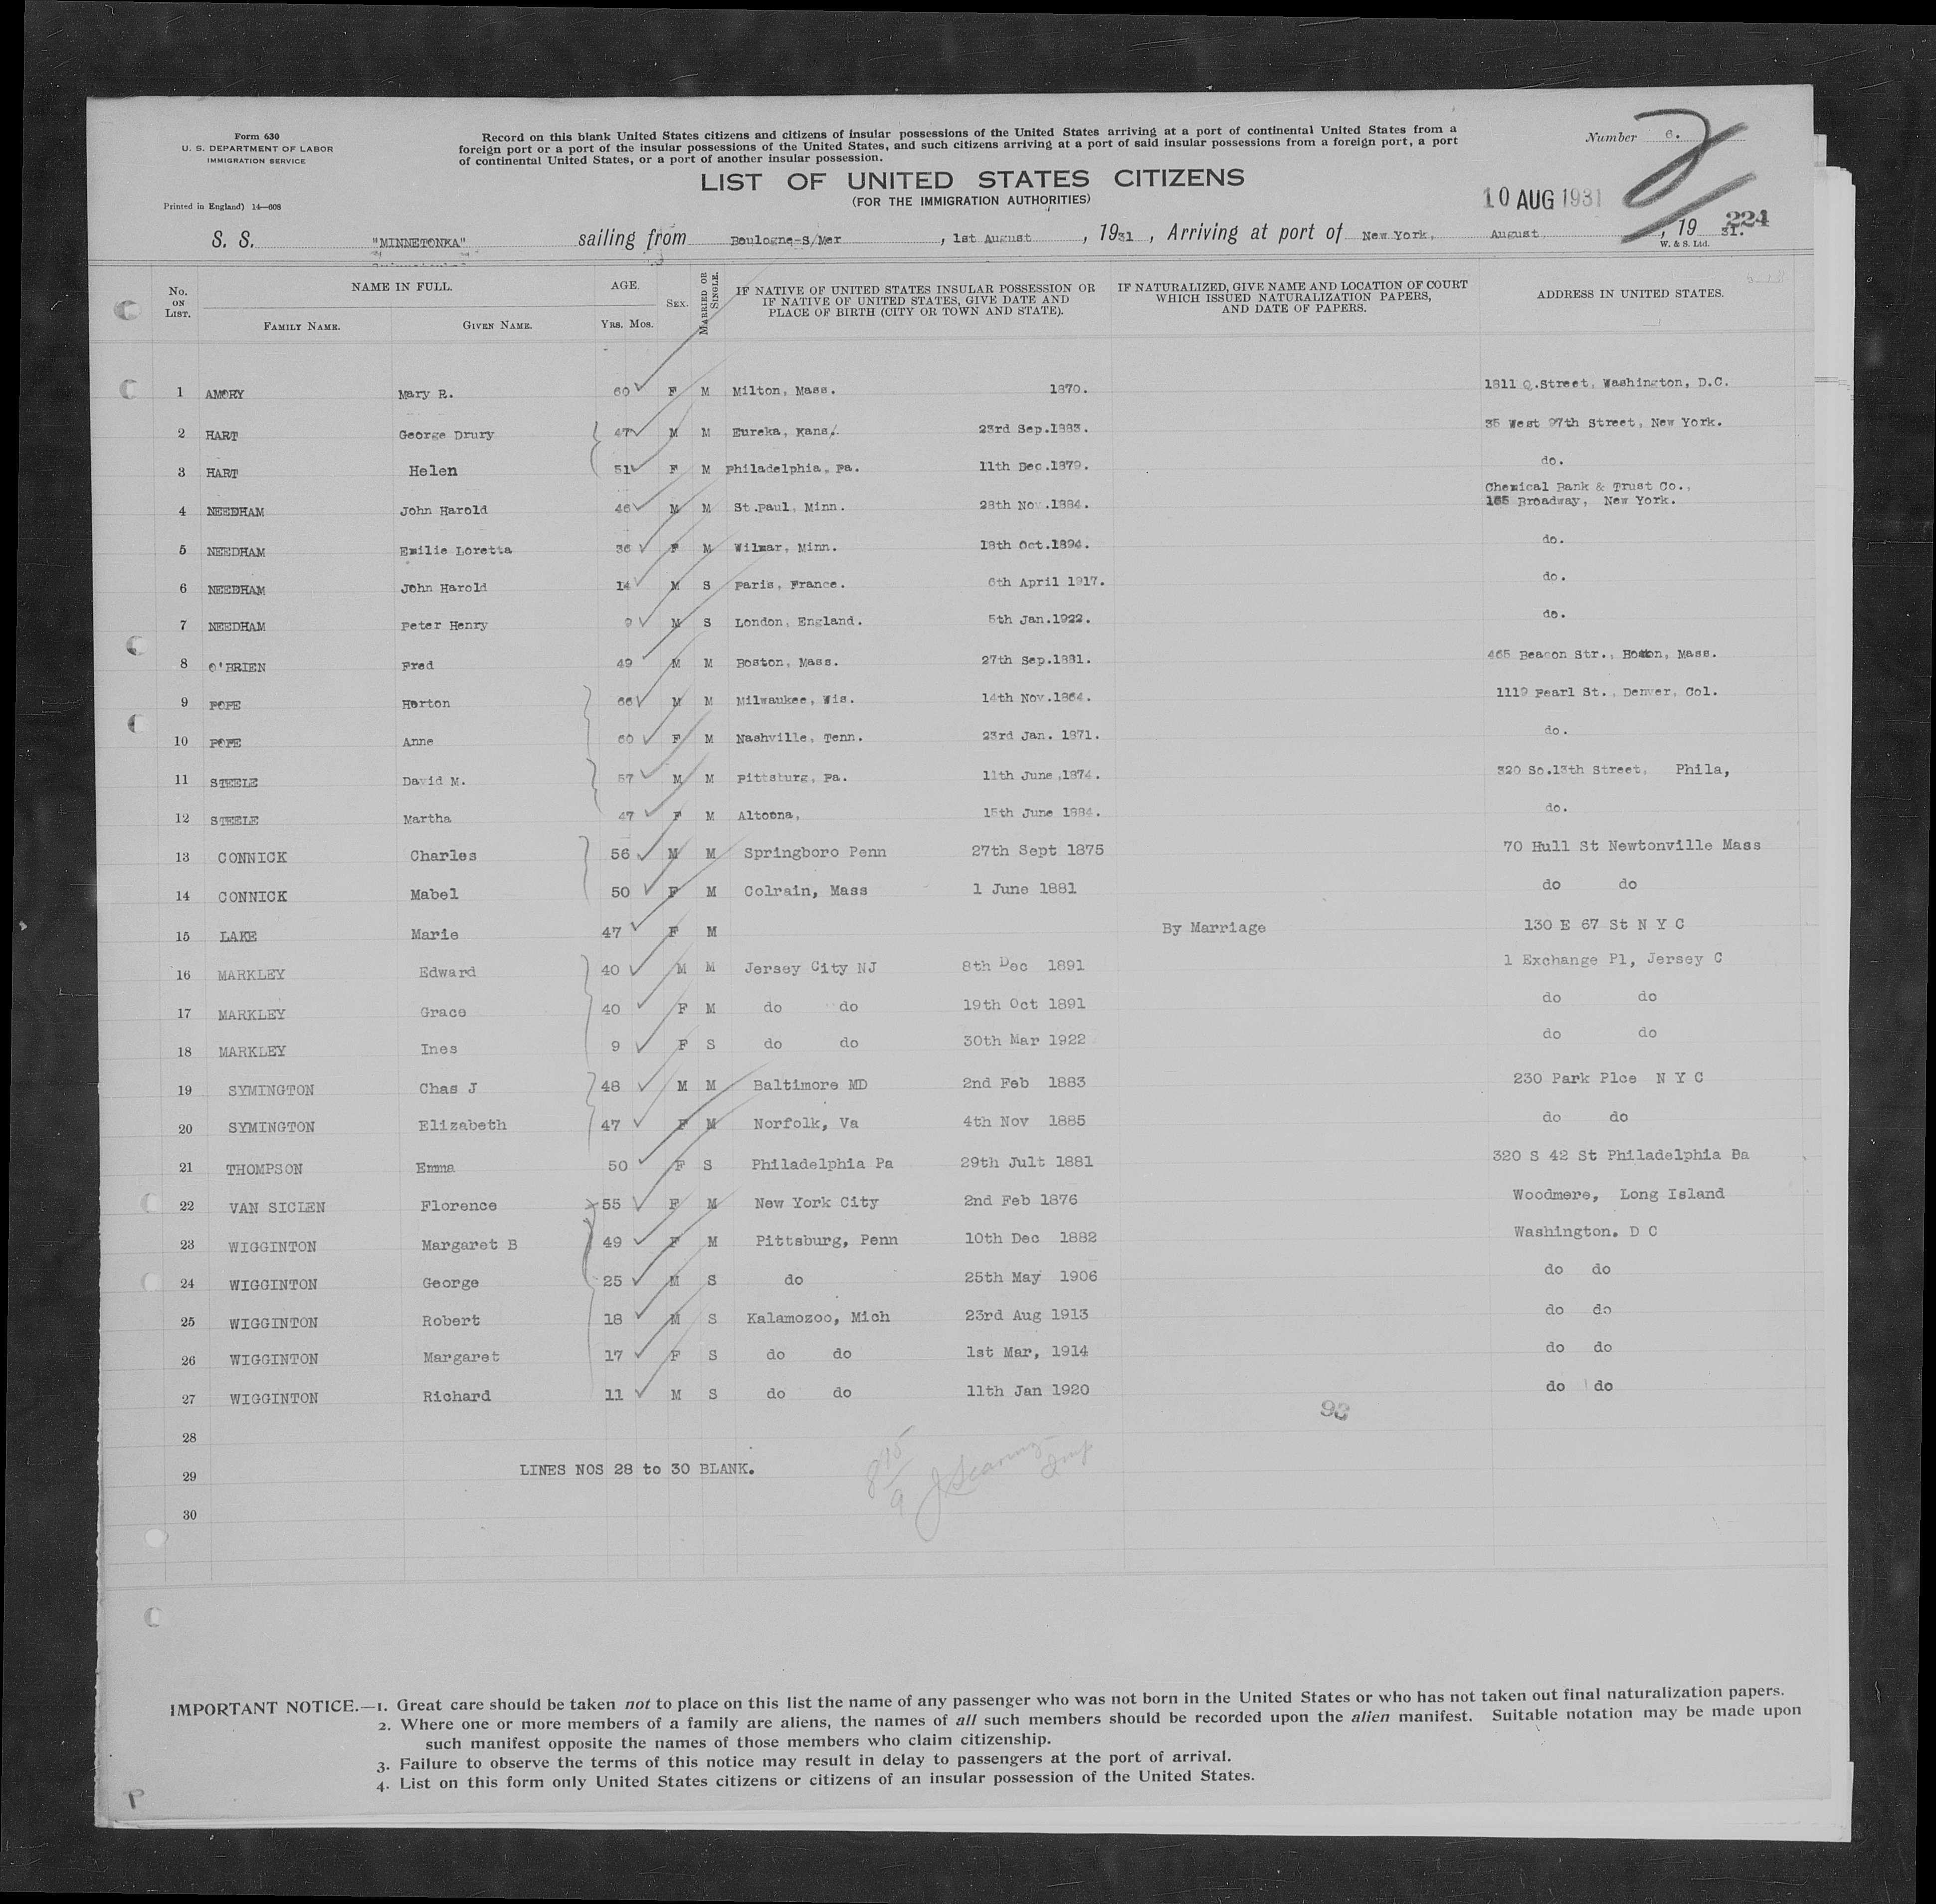 Form 630
U. S. DEPARTMENT OF LABOR
IMMIGRATION SERVICE
Printed in England) 14—608
Record on this blank United States citizens and citizens of insular possessions of the United States arriving at a port of continental United States from a
foreign port or a port of the insular possessions of the United States, and such citizens arriving at a port of said insular possessions from a foreign port, a port
of continental United States, or a port of another insular possession.
Number 6.
LIST OF UNITED STATES CITIZENS
(FOR THE IMMIGRATION AUTHORITIES)
10 AUG 1931
224
S. S. "MINNETONKA" sailing from Boulogne-S/Mer, 1st August, 1931, Arriving at port of New York, August, 1931.
W. & S. Ltd.
No. ON LIST. NAME IN FULL. FAMILY NAME. GIVEN NAME. AGE. YRS. MOS. SEX. MARRIED OR SINGLE. IF NATIVE OF UNITED STATES INSULAR POSSESSION OR IF NATIVE OF UNITED STATES, GIVE DATE AND PLACE OF BIRTH (CITY OR TOWN AND STATE). IF NATURALIZED, GIVE NAME AND LOCATION OF COURT WHICH ISSUED NATURALIZATION PAPERS, AND DATE OF PAPERS. ADDRESS IN UNITED STATES.
1 AMORY Mary R. 60 F M Milton, Mass. 1870. 1811 Q.Street, Washington, D.C.
2 HART George Drury 47 M M Eureka, Kans. 23rd Sep.1883. 35 West 97th Street, New York.
3 HART Helen 51 F M Philadelphia, Pa. 11th Dec.1879. do.
4 NEEDHAM John Harold 46 M M St.Paul, Minn. 28th Nov.1884. Chemical Bank & Trust Co., 165 Broadway, New York.
5 NEEDHAM Emilie Loretta 36 F M Wilmar, Minn. 18th Oct.1894. do.
6 NEEDHAM John Harold 14 M S Paris, France. 6th April 1917. do.
7 NEEDHAM Peter Henry 9 M S London, England. 5th Jan.1922. do.
8 O'BRIEN Fred 49 M M Boston, Mass. 27th Sep.1881. 465 Beacon Str., Boston, Mass.
9 POPE Horton 66 M M Milwaukee, Wis. 14th Nov.1864. 1119 Pearl St., Denver, Col.
10 POPE Anne 60 F M Nashville, Tenn. 23rd Jan. 1871. do.
11 STEELE David M. 57 M M Pittsburg, Pa. 11th June,1874. 320 So.13th Street, Phila,
12 STEELE Martha 47 F M Altoona, 15th June 1884. do.
13 CONNICK Charles 56 M M Springboro Penn 27th Sept 1875 70 Hull St Newtonville Mass
14 CONNICK Mabel 50 F M Colrain, Mass 1 June 1881 do do
15 LAKE Marie 47 F M By Marriage 130 E 67 St N Y C
16 MARKLEY Edward 40 M M Jersey City NJ 8th Dec 1891 1 Exchange Pl, Jersey C
17 MARKLEY Grace 40 F M do do 19th Oct 1891 do do
18 MARKLEY Ines 9 F S do do 30th Mar 1922 do do
19 SYMINGTON Chas J 48 M M Baltimore MD 2nd Feb 1883 230 Park Plce N Y C
20 SYMINGTON Elizabeth 47 F M Norfolk, Va 4th Nov 1885 do do
21 THOMPSON Emma 50 F S Philadelphia Pa 29th Jult 1881 320 S 42 St Philadelphia Ba
22 VAN SICLEN Florence 55 F M New York City 2nd Feb 1876 Woodmere, Long Island
23 WIGGINTON Margaret B 49 F M Pittsburg, Penn 10th Dec 1882 Washington. D C
24 WIGGINTON George 25 M S do 25th May 1906 do do
25 WIGGINTON Robert 18 M S Kalamozoo, Mich 23rd Aug 1913 do do
26 WIGGINTON Margaret 17 F S do do 1st Mar, 1914 do do
27 WIGGINTON Richard 11 M S do do 11th Jan 1920 do do
28
29 LINES NOS 28 to 30 BLANK.
30
IMPORTANT NOTICE.—1. Great care should be taken not to place on this list the name of any passenger who was not born in the United States or who has not taken out final naturalization papers.
2. Where one or more members of a family are aliens, the names of all such members should be recorded upon the alien manifest. Suitable notation may be made upon
such manifest opposite the names of those members who claim citizenship.
3. Failure to observe the terms of this notice may result in delay to passengers at the port of arrival.
4. List on this form only United States citizens or citizens of an insular possession of the United States.
P